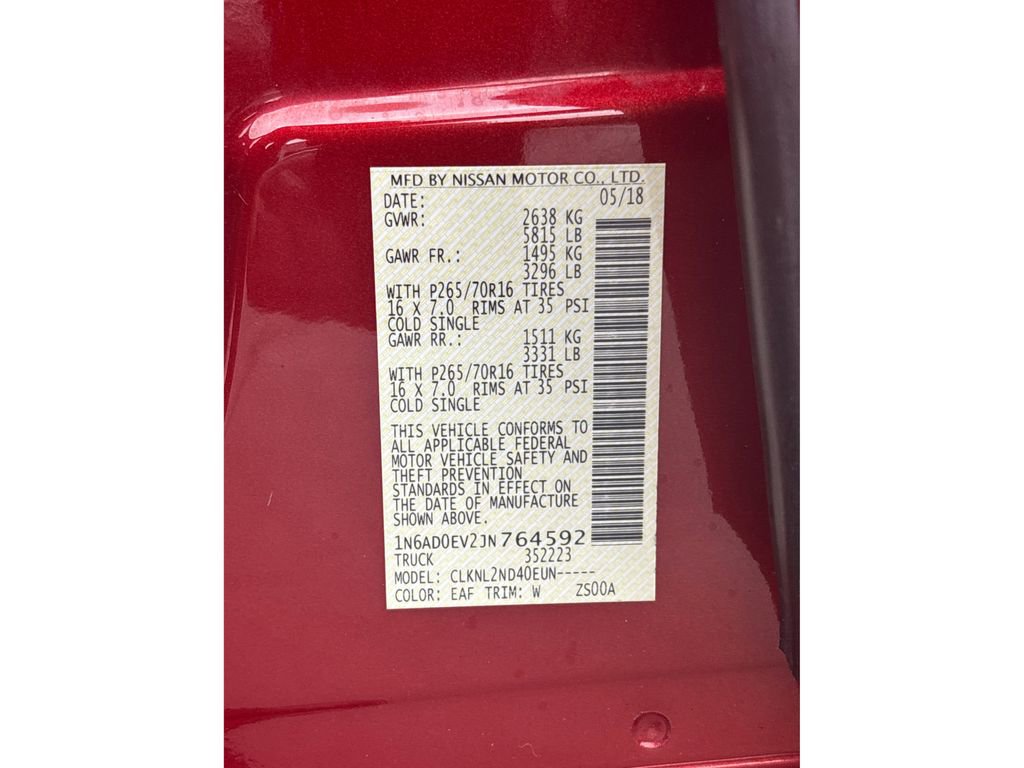 MFD BY NISSAN MOTOR CO., LTD.
DATE: 05/18
GVWR: 2638 KG
5815 LB
GAWR FR.: 1495 KG
3296 LB
WITH P265/70R16 TIRES
16 X 7.0 RIMS AT 35 PSI
COLD SINGLE
GAWR RR.: 1511 KG
3331 LB
WITH P265/70R16 TIRES
16 X 7.0 RIMS AT 35 PSI
COLD SINGLE
THIS VEHICLE CONFORMS TO
ALL APPLICABLE FEDERAL
MOTOR VEHICLE SAFETY AND
THEFT PREVENTION
STANDARDS IN EFFECT ON
THE DATE OF MANUFACTURE
SHOWN ABOVE.
1N6AD0EV2JN764592
TRUCK 352223
MODEL: CLKNL2ND40EUN-----
COLOR: EAF TRIM: W ZS00A